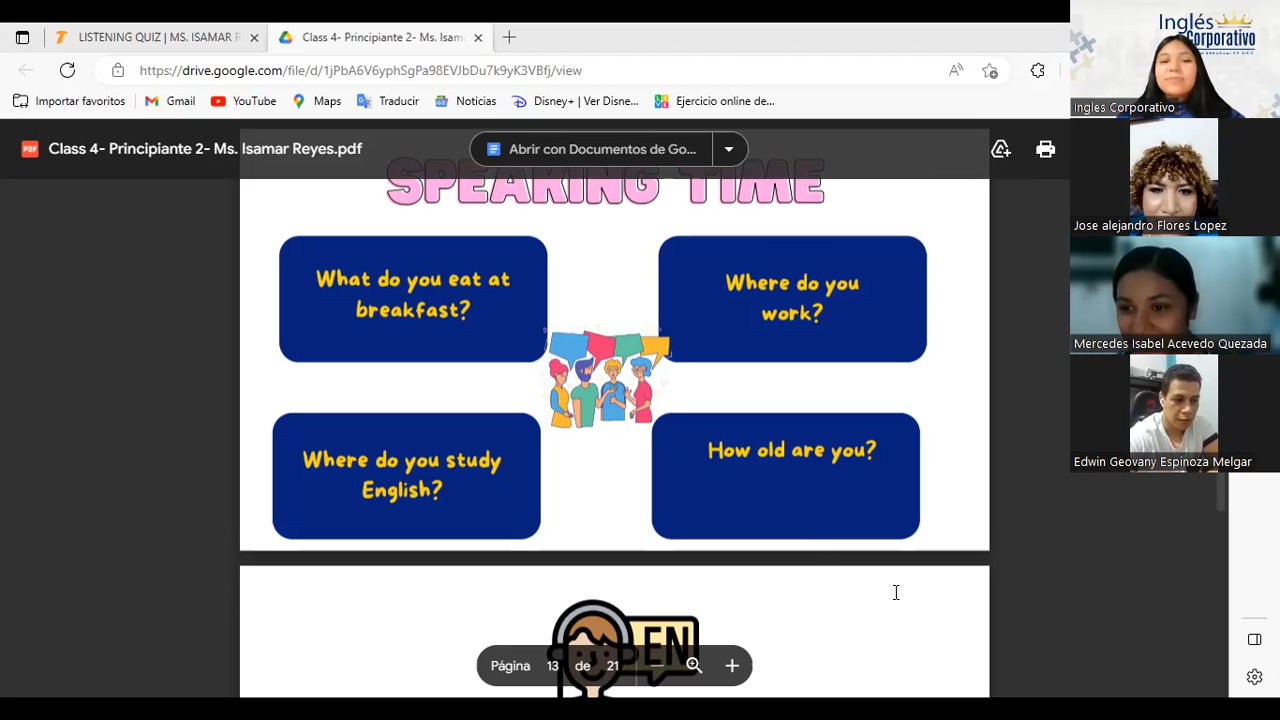 LISTENING QUIZ | MS. ISAMAR R
Class 4- Principiante 2- Ms. Isam
https://drive.google.com/file/d/1jPbA6V6yphSgPa98EVJbDu7k9yK3VBfj/view
Importar favoritos
Gmail
YouTube
Maps
Traducir
Noticias
Disney+ | Ver Disne...
Ejercicio online de...
PDF
Class 4- Principiante 2- Ms. Isamar Reyes.pdf
Abrir con Documentos de Go...
SPEAKING TIME
What do you eat at
breakfast?
Where do you
work?
Where do you study
English?
How old are you?
EN
Página 13 de 21
Inglés
Corporativo
Ingles Corporativo
Jose alejandro Flores Lopez
Mercedes Isabel Acevedo Quezada
Edwin Geovany Espinoza Melgar